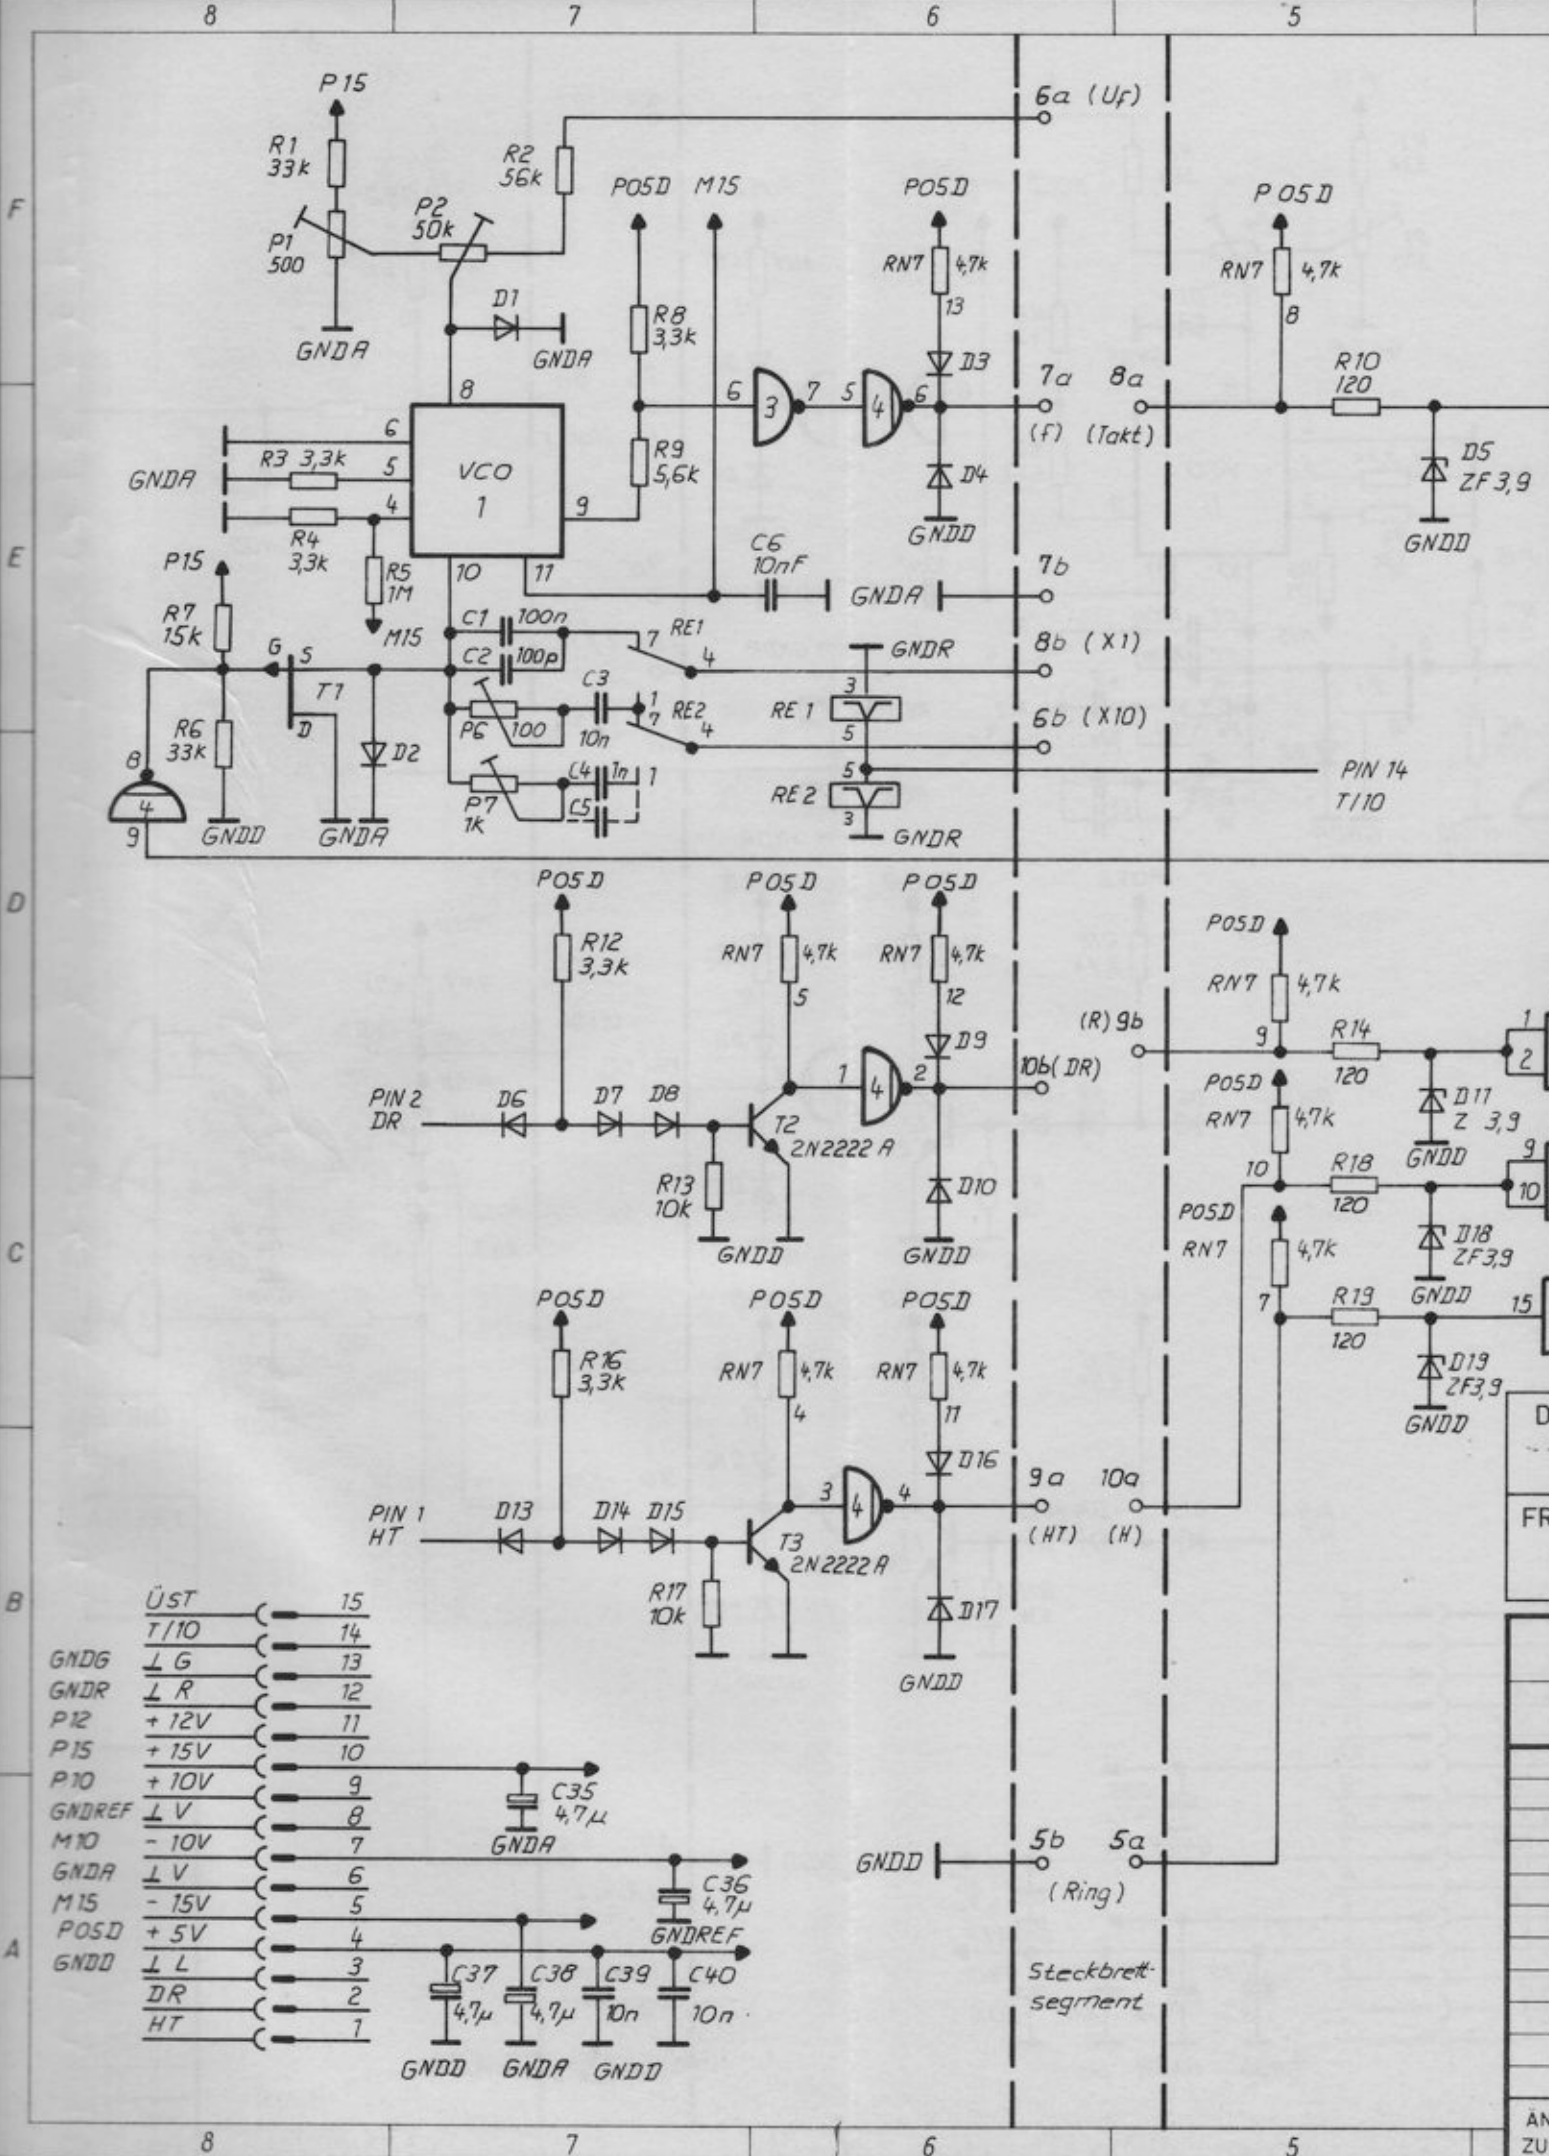 8 7 6 5
F
P15
6a (Uf)
R1
33k
R2
56k
P05D M15 P05D P05D
P2
50k
P1
500
RN7 4,7k
13
RN7 4,7k
8
D1
R8
3,3k
GNDA
GNDA
D3
R10
120
8
6 3 7 5 4 6
7a 8a
(f) (Takt)
6
R3 3,3k 5
GNDA
VCO
1
R9
5,6k
9
4
D4
D5
ZF 3,9
R4
3,3k
GNDD
GNDD
E
P15
R5
1M
10 11
C6
10nF
GNDA
7b
R7
15k
M15
C1 100n
7 RE1
4
GNDR
8b (X1)
G S
T1
D
C2 100p
C3
1
7 RE2
4
3
RE 1
5
6b (X10)
R6
33K
D2
P6 100
10n
8
4
9
GNDD GNDA
P7
1k
C4 1n 1
C5
5
RE 2
3
GNDR
PIN 14
T/10
D
P05D P05D P05D
P05D
R12
3,3k
RN7 4,7k
5
RN7 4,7k
12
RN7 4,7k
9
(R) 9b
R14
120
1
2
D9
10b(DR)
1 4 2
PIN 2
DR
D6 D7 D8
T2
2N2222 A
P05D
RN7 4,7k
10
D11
Z 3,9
GNDD
R18
120
9
10
R13
10k
D10
GNDD GNDD
C
P05D
RN7 4,7k
7
D18
ZF3,9
GNDD
R19
120
15
P05D P05D P05D
R16
3,3k
RN7 4,7k
4
RN7 4,7k
11
D19
ZF3,9
GNDD
D
D16
9a 10a
(HT) (H)
3 4 4
PIN 1
HT
D13 D14 D15
T3
2N2222A
FR
B
R17
10k
D17
GNDD
ÜST 15
T/10 14
GNDG ⊥ G 13
GNDR ⊥ R 12
P12 + 12V 11
P15 + 15V 10
P10 + 10V 9
GNDREF ⊥ V 8
M10 - 10V 7
GNDA ⊥ V 6
M15 - 15V 5
P05D + 5V 4
GNDD ⊥ L 3
DR 2
HT 1
C35
4,7µ
GNDA
C36
4,7µ
GNDREF
GNDD
5b 5a
(Ring)
A
C37
4,7µ
C38
4,7µ
C39
10n
C40
10n
GNDD GNDA GNDD
Steckbrett-
segment
ÄN
ZU
8 7 6 5